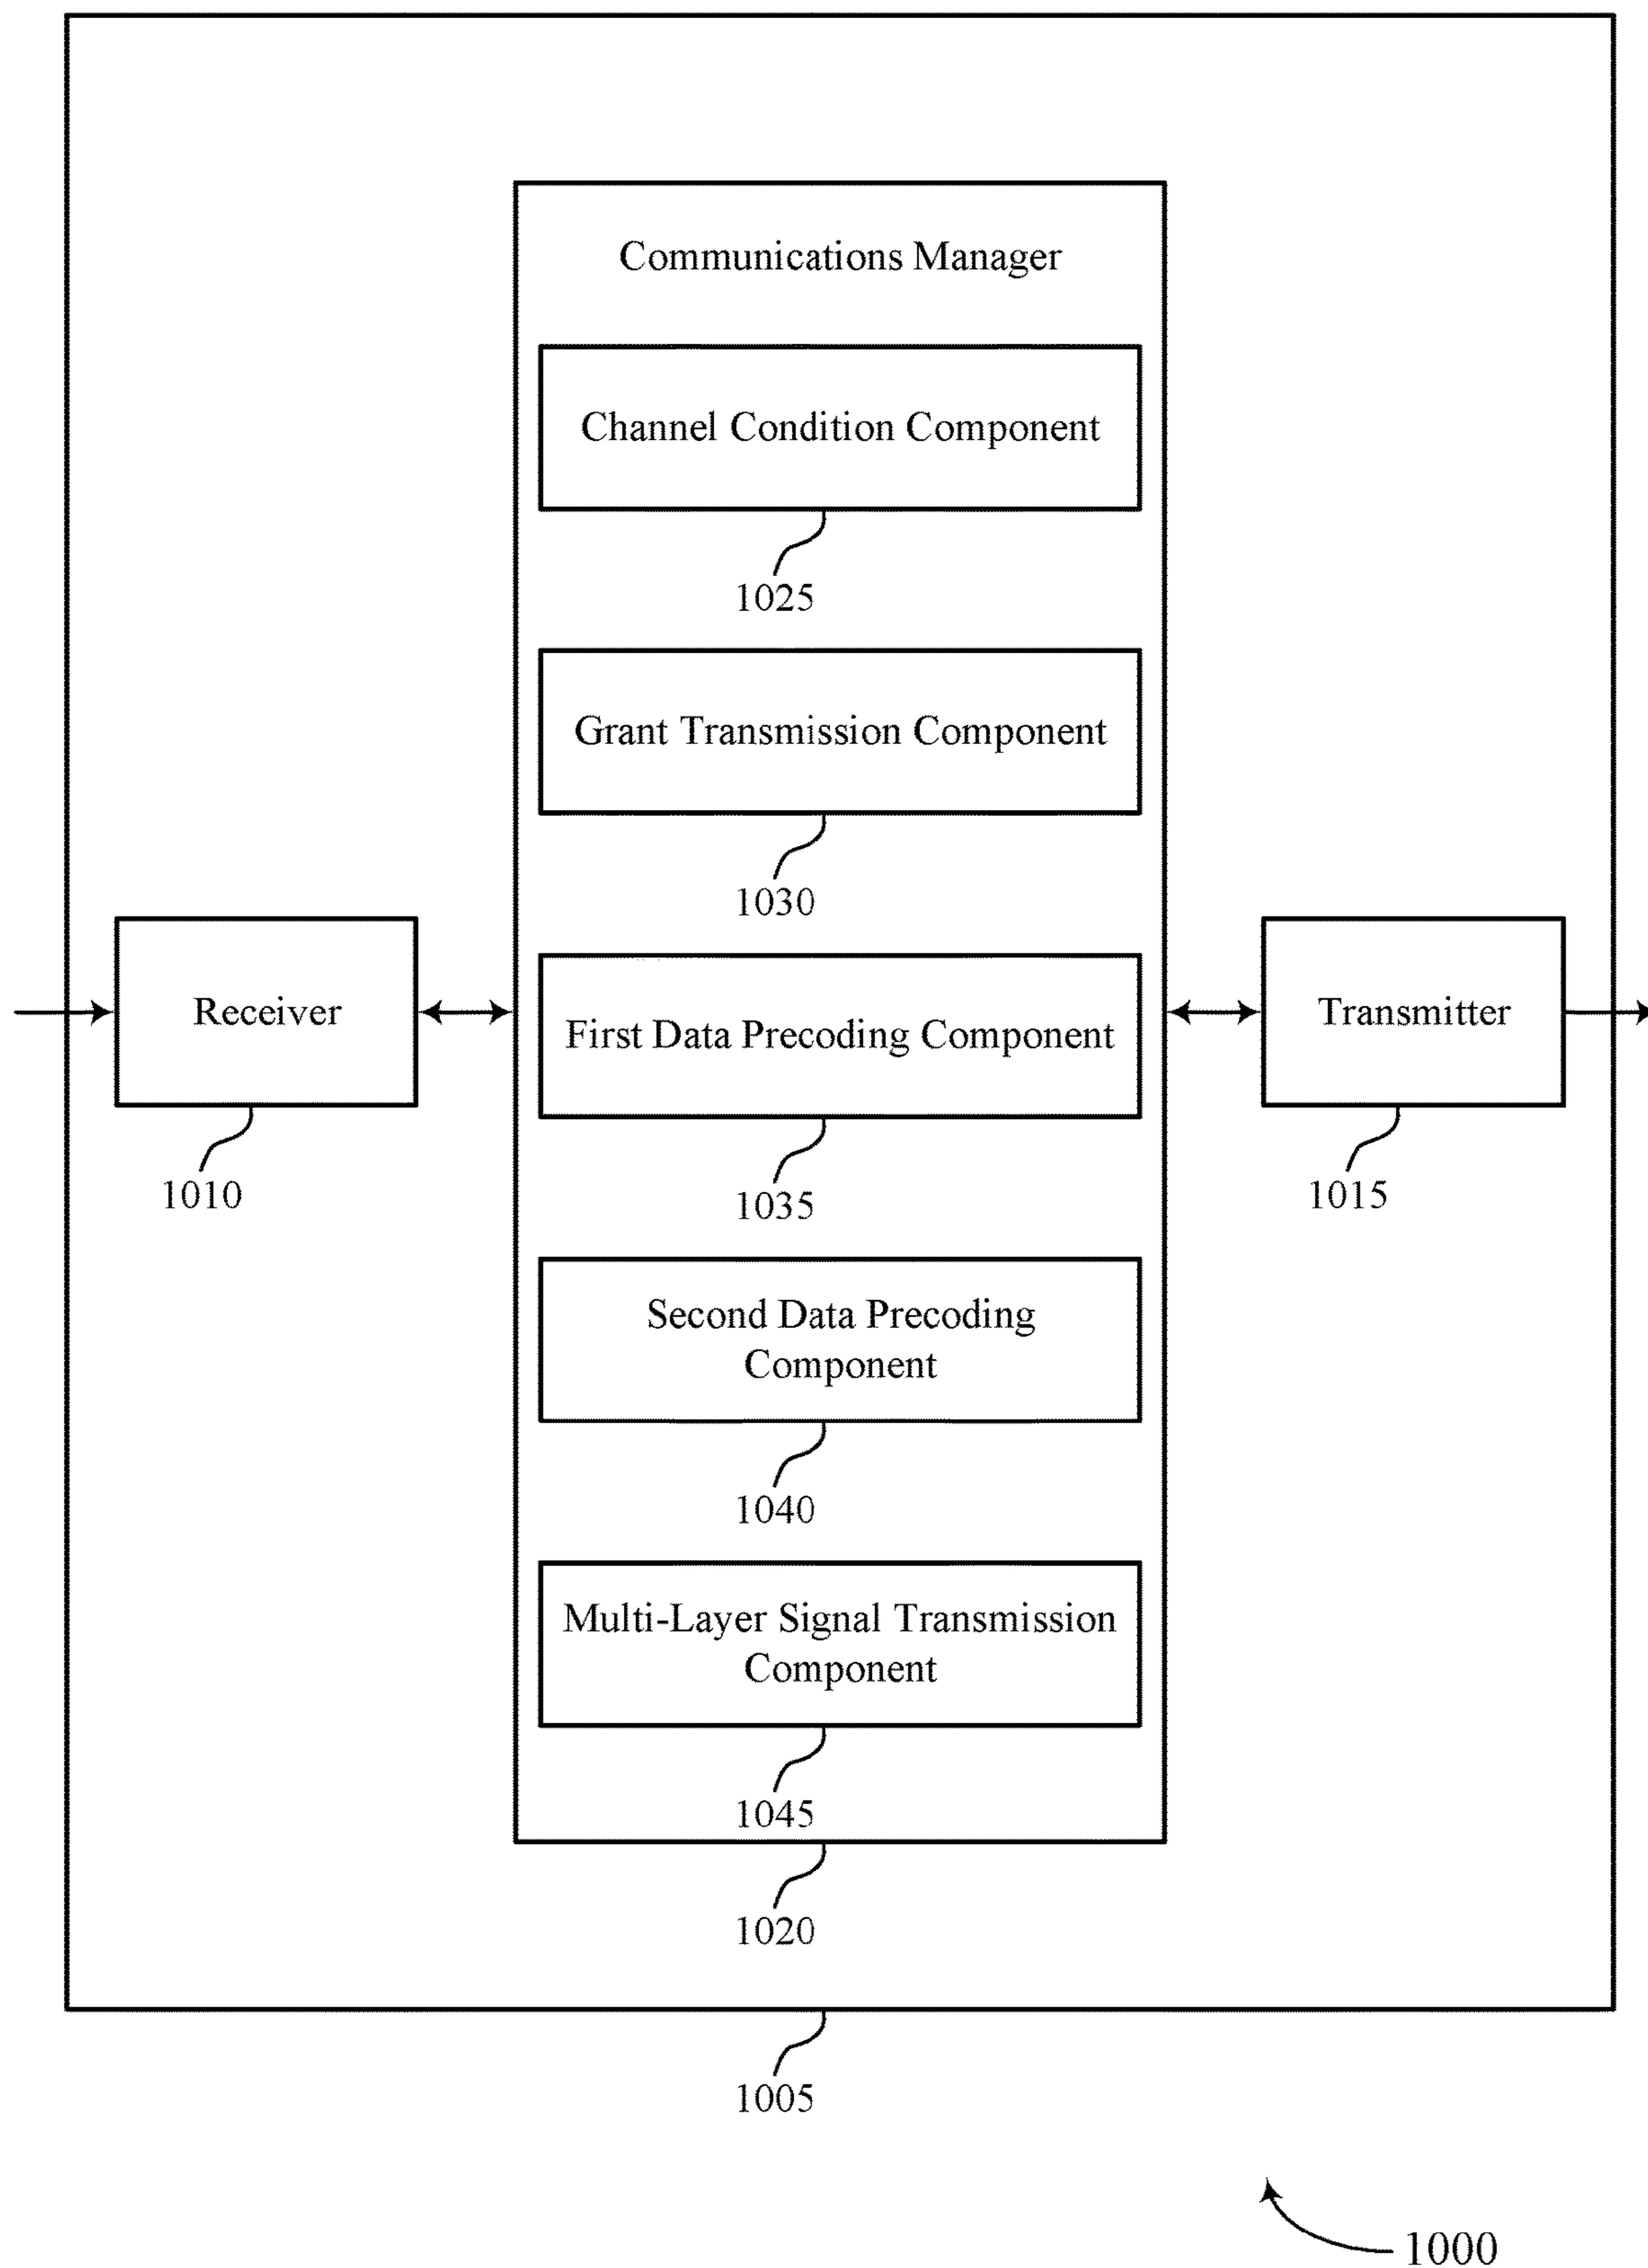 Communications Manager
Channel Condition Component
1025
Grant Transmission Component
1030
Receiver
1010
First Data Precoding Component
1035
Transmitter
1015
Second Data Precoding
Component
1040
Multi-Layer Signal Transmission
Component
1045
1020
1005
1000